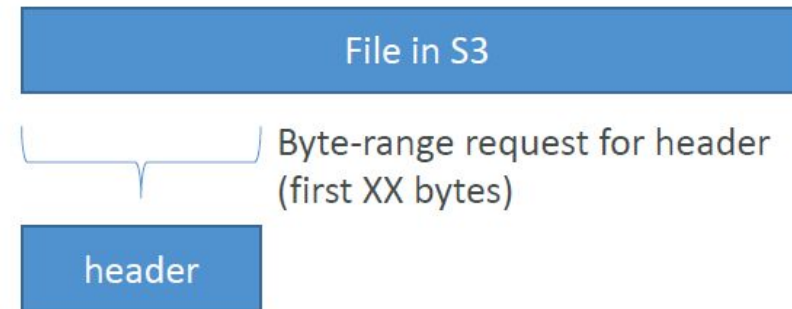 File in S3
Byte-range request for header
(first XX bytes)
header